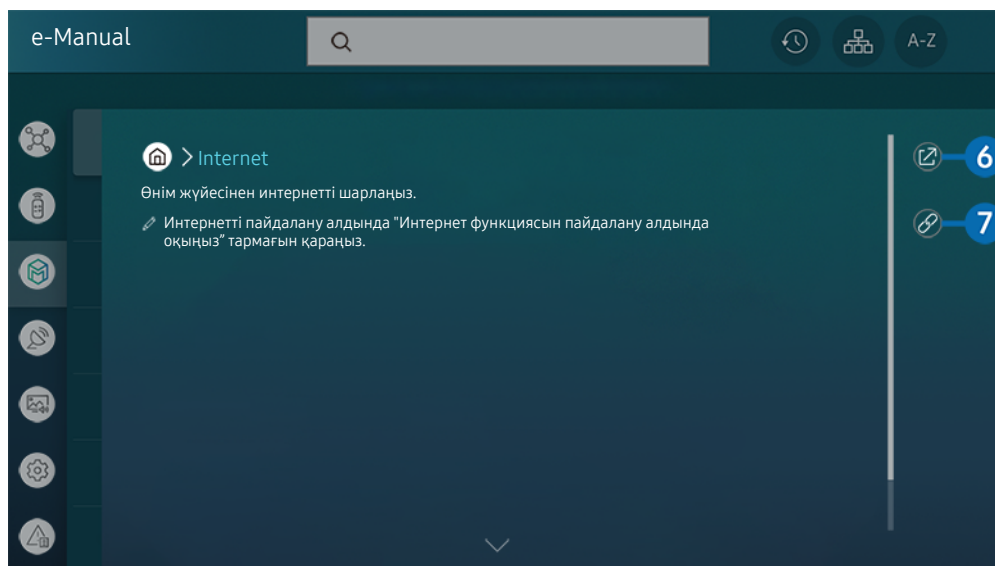 e-Manual
A-Z
Internet
6
Өнім жүйесінен интернетті шарлаңыз.
7
Интернетті пайдалану алдында "Интернет функциясын пайдалану алдында
оқыңыз" тармағын қараңыз.